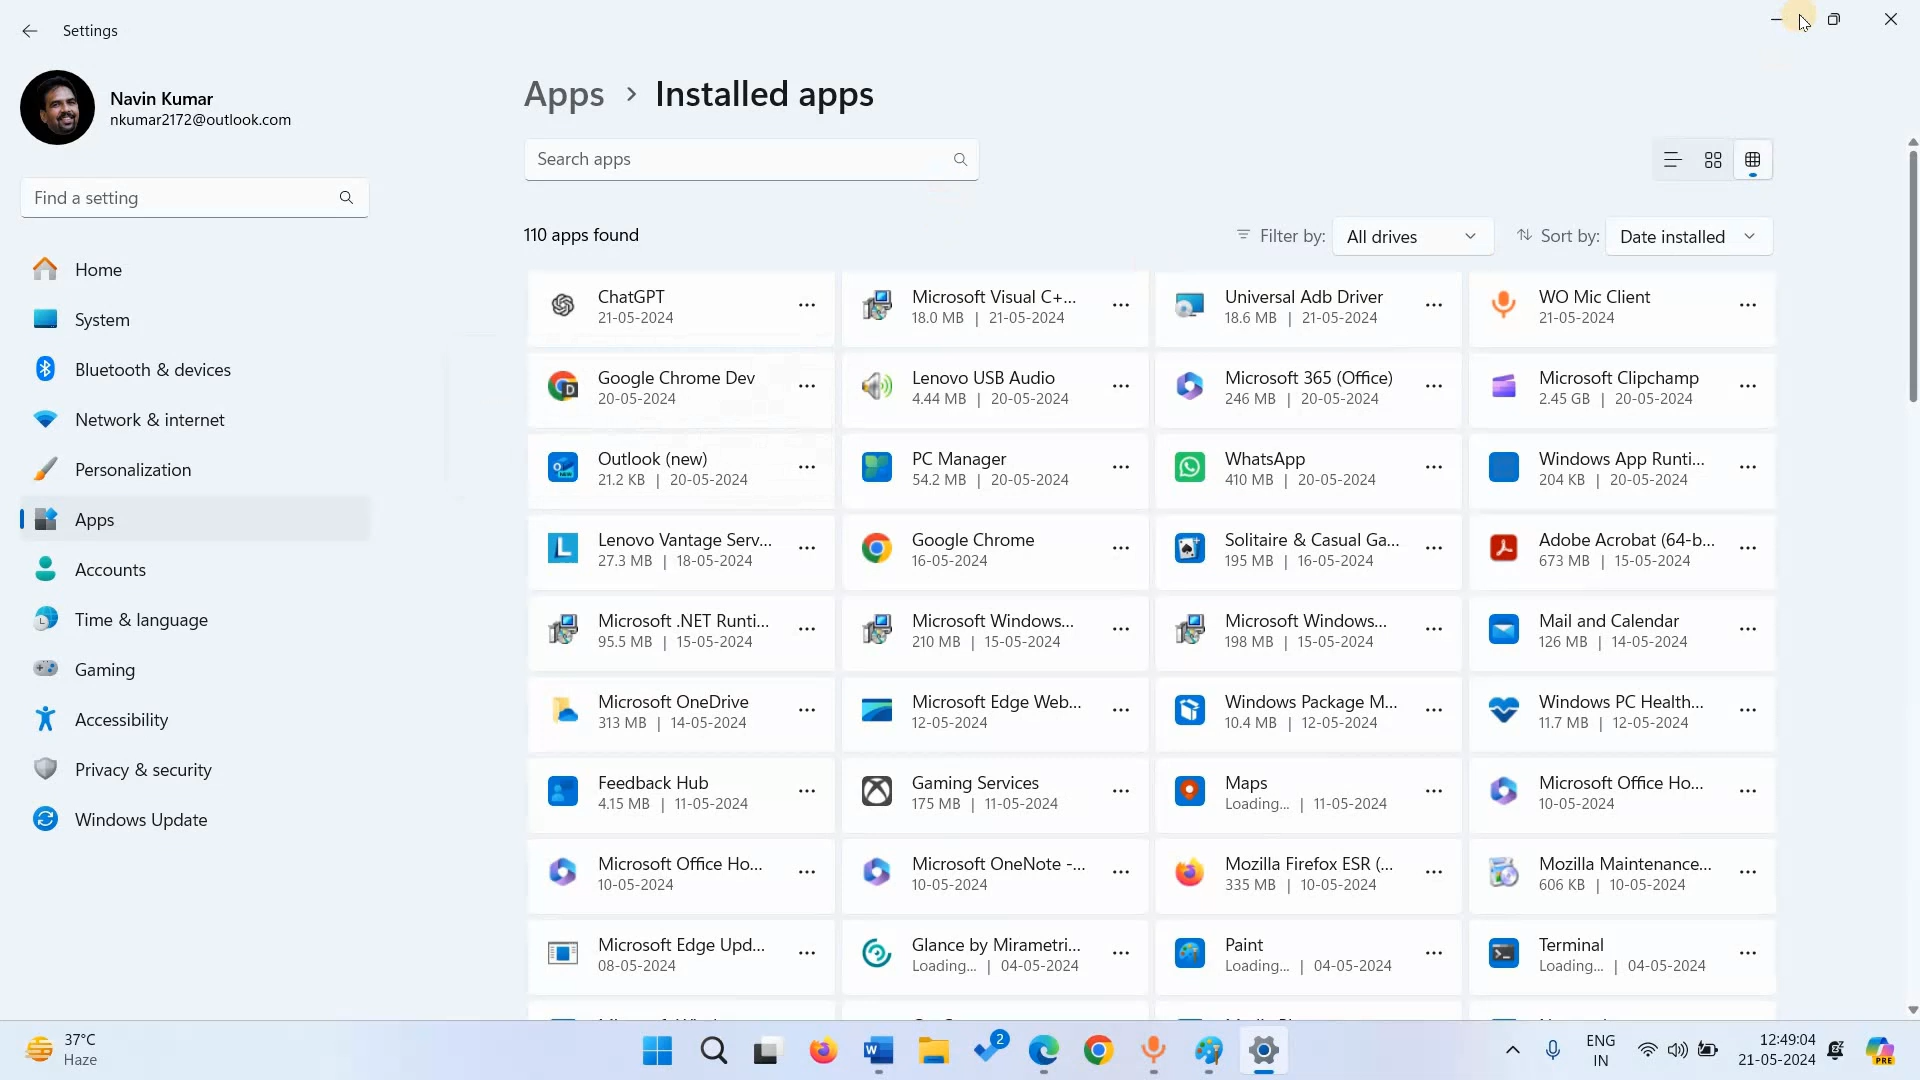 Settings
Navin Kumar
nkumar2172@outlook.com
Find a setting
Home
System
Bluetooth & devices
Network & internet
Personalization
Apps
Accounts
Time & language
Gaming
Accessibility
Privacy & security
Windows Update
Apps > Installed apps
Search apps
110 apps found
Filter by: All drives
Sort by: Date installed
ChatGPT
21-05-2024
Microsoft Visual C+...
18.0 MB | 21-05-2024
Universal Adb Driver
18.6 MB | 21-05-2024
WO Mic Client
21-05-2024
Google Chrome Dev
20-05-2024
Lenovo USB Audio
4.44 MB | 20-05-2024
Microsoft 365 (Office)
246 MB | 20-05-2024
Microsoft Clipchamp
2.45 GB | 20-05-2024
Outlook (new)
21.2 KB | 20-05-2024
PC Manager
54.2 MB | 20-05-2024
WhatsApp
410 MB | 20-05-2024
Windows App Runti...
204 KB | 20-05-2024
Lenovo Vantage Serv...
27.3 MB | 18-05-2024
Google Chrome
16-05-2024
Solitaire & Casual Ga...
195 MB | 16-05-2024
Adobe Acrobat (64-b...
673 MB | 15-05-2024
Microsoft .NET Runti...
95.5 MB | 15-05-2024
Microsoft Windows...
210 MB | 15-05-2024
Microsoft Windows...
198 MB | 15-05-2024
Mail and Calendar
126 MB | 14-05-2024
Microsoft OneDrive
313 MB | 14-05-2024
Microsoft Edge Web...
12-05-2024
Windows Package M...
10.4 MB | 12-05-2024
Windows PC Health...
11.7 MB | 12-05-2024
Feedback Hub
4.15 MB | 11-05-2024
Gaming Services
175 MB | 11-05-2024
Maps
Loading... | 11-05-2024
Microsoft Office Ho...
10-05-2024
Microsoft Office Ho...
10-05-2024
Microsoft OneNote -...
10-05-2024
Mozilla Firefox ESR (...
335 MB | 10-05-2024
Mozilla Maintenance...
606 KB | 10-05-2024
Microsoft Edge Upd...
08-05-2024
Glance by Mirametri...
Loading... | 04-05-2024
Paint
Loading... | 04-05-2024
Terminal
Loading... | 04-05-2024
37°C
Haze
2
ENG
IN
12:49:04
21-05-2024
PRE